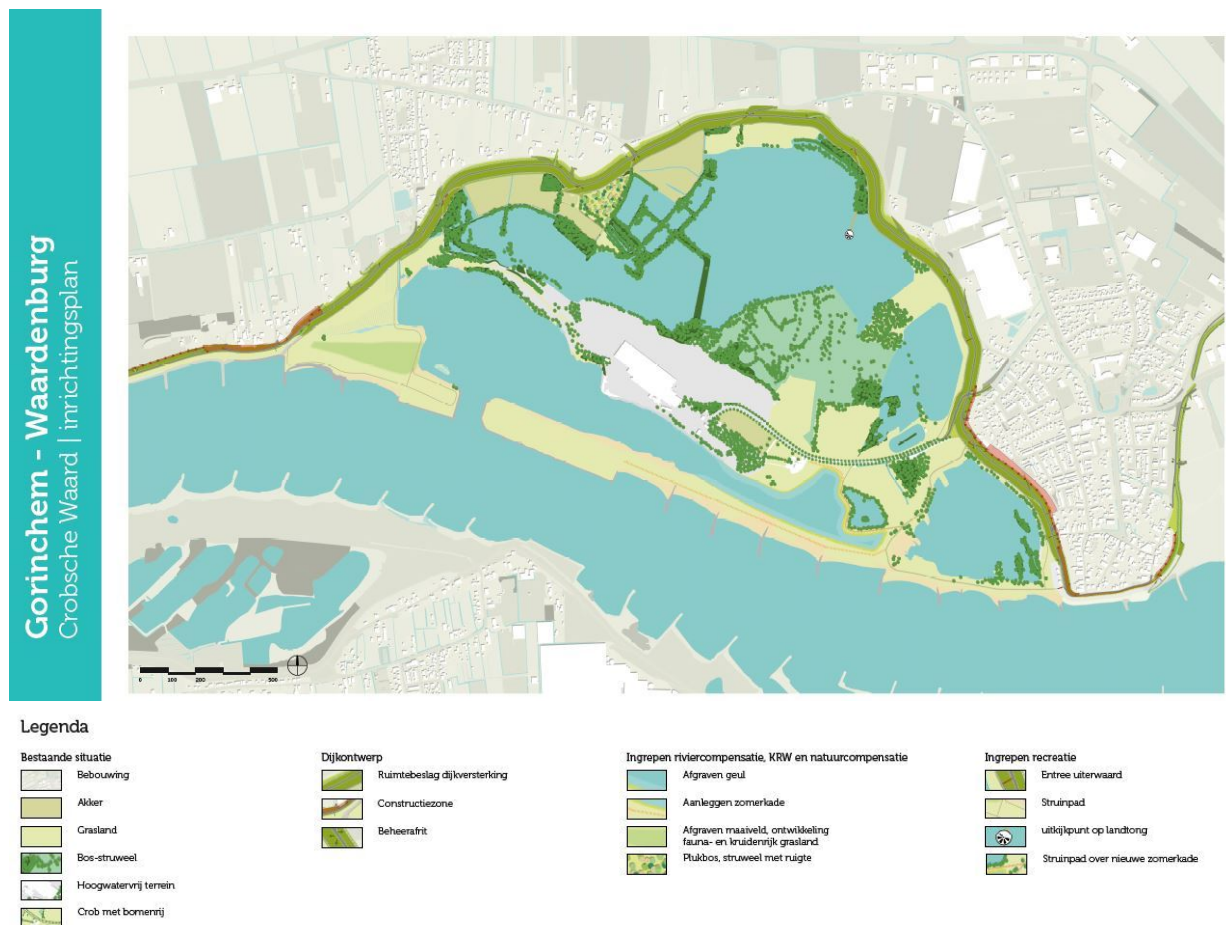 Gorinchem - Waardenburg
Crobsche Waard | inrichtingsplan
0 100 200 500
Legenda
Bestaande situatie
Bebouwing
Akker
Grasland
Bos-struweel
Hoogwatervrij terrein
Crob met bomenrij
Dijkontwerp
Ruimtebeslag dijkversterking
Constructiezone
Beheerafrit
Ingrepen riviercompensatie, KRW en natuurcompensatie
Afgraven geul
Aanleggen zomerkade
Afgraven maaiveld, ontwikkeling
fauna- en kruidenrijk grasland
Plukbos, struweel met ruigte
Ingrepen recreatie
Entree uiterwaard
Struinpad
uitkijkpunt op landtong
Struinpad over nieuwe zomerkade